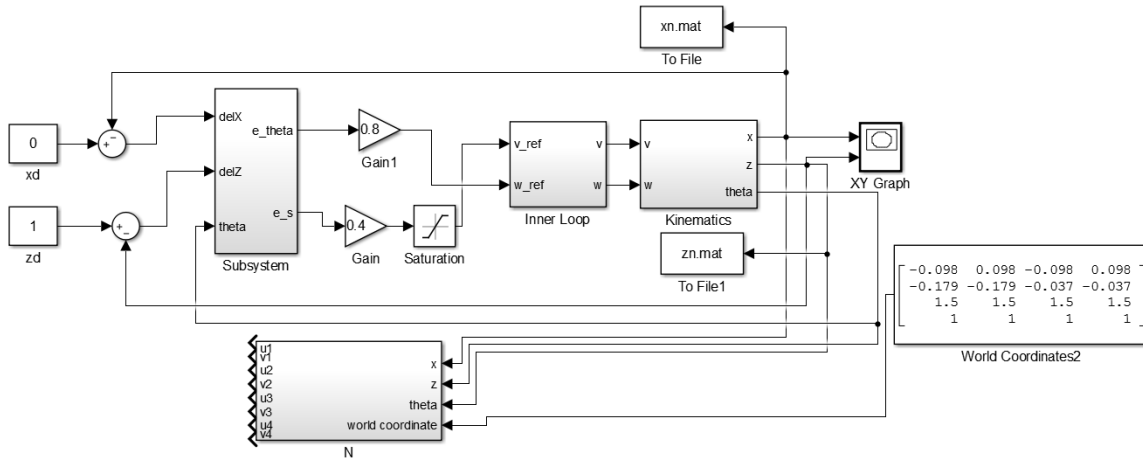 xn.mat
To File
0
xd
1
zd
delX
delZ
theta
e_theta
e_s
Subsystem
0.8
Gain1
0.4
Gain
Saturation
v_ref
w_ref
v
w
Inner Loop
v
w
x
z
theta
Kinematics
XY Graph
zn.mat
To File1
-0.098 0.098 -0.098 0.098
-0.179 -0.179 -0.037 -0.037
1.5 1.5 1.5 1.5
1 1 1 1
World Coordinates2
u1
v1
u2
v2
u3
v3
u4
v4
x
z
theta
world coordinate
N